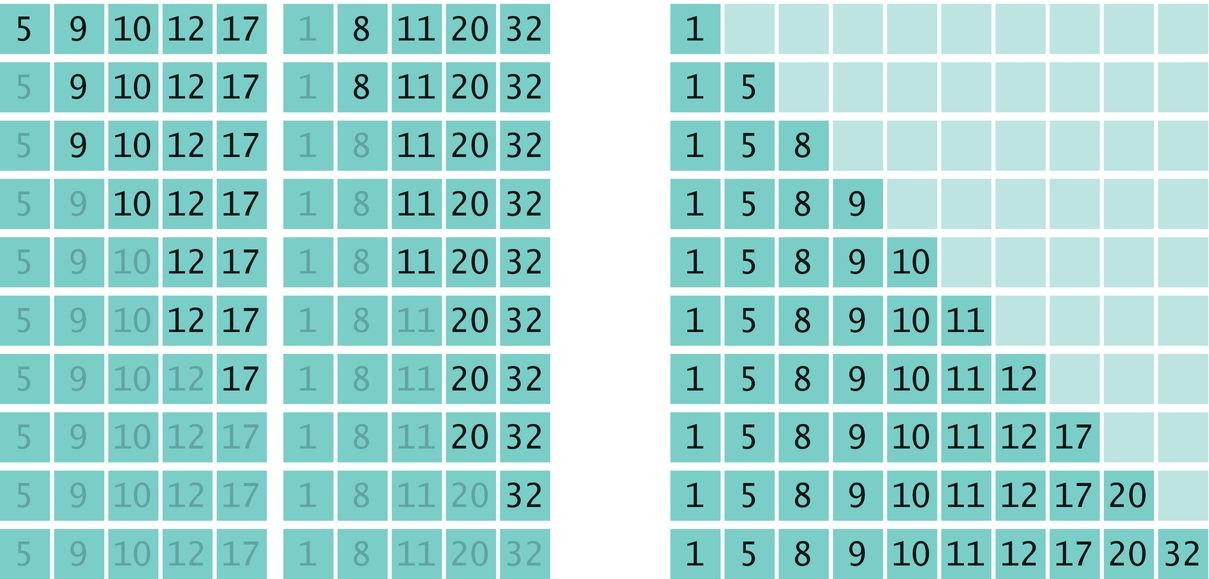 5 9 10 12 17 1 8 11 20 32 1
5 9 10 12 17 1 8 11 20 32 1 5
5 9 10 12 17 1 8 11 20 32 1 5 8
5 9 10 12 17 1 8 11 20 32 1 5 8 9
5 9 10 12 17 1 8 11 20 32 1 5 8 9 10
5 9 10 12 17 1 8 11 20 32 1 5 8 9 10 11
5 9 10 12 17 1 8 11 20 32 1 5 8 9 10 11 12
5 9 10 12 17 1 8 11 20 32 1 5 8 9 10 11 12 17
5 9 10 12 17 1 8 11 20 32 1 5 8 9 10 11 12 17 20
5 9 10 12 17 1 8 11 20 32 1 5 8 9 10 11 12 17 20 32